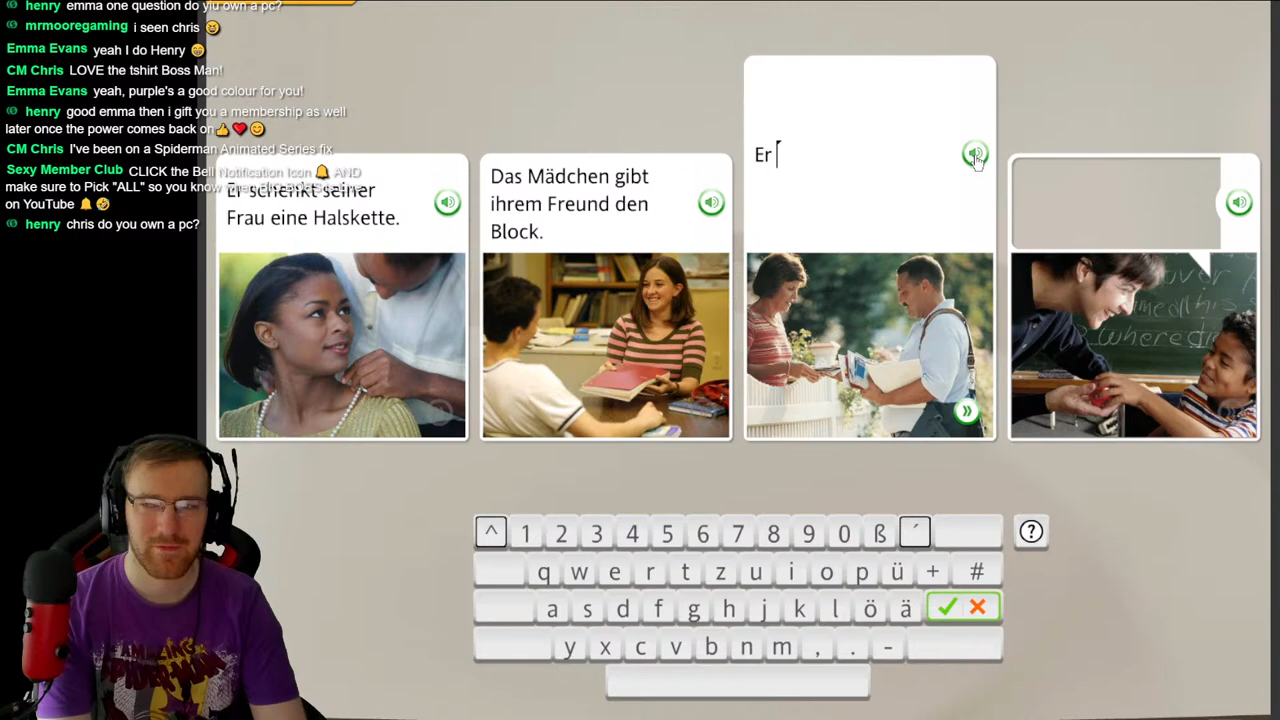 henry emma one question do yiu own a pc?
mrmooregaming i seen chris
Emma Evans yeah I do Henry
CM Chris LOVE the tshirt Boss Man!
Emma Evans yeah, purple's a good colour for you!
henry good emma then i gift you a membership as well
later once the power comes back on
CM Chris I've been on a Spiderman Animated Series fix
Sexy Member Club CLICK the Bell Notification Icon AND
make sure to Pick "ALL" so you know
on YouTube
henry chris do you own a pc?
Er schenkt seiner
Frau eine Halskette.
Das Mädchen gibt
ihrem Freund den
Block.
Er
^ 1 2 3 4 5 6 7 8 9 0 ß ´
?
q w e r t z u i o p ü + #
a s d f g h j k l ö ä
y x c v b n m , . -